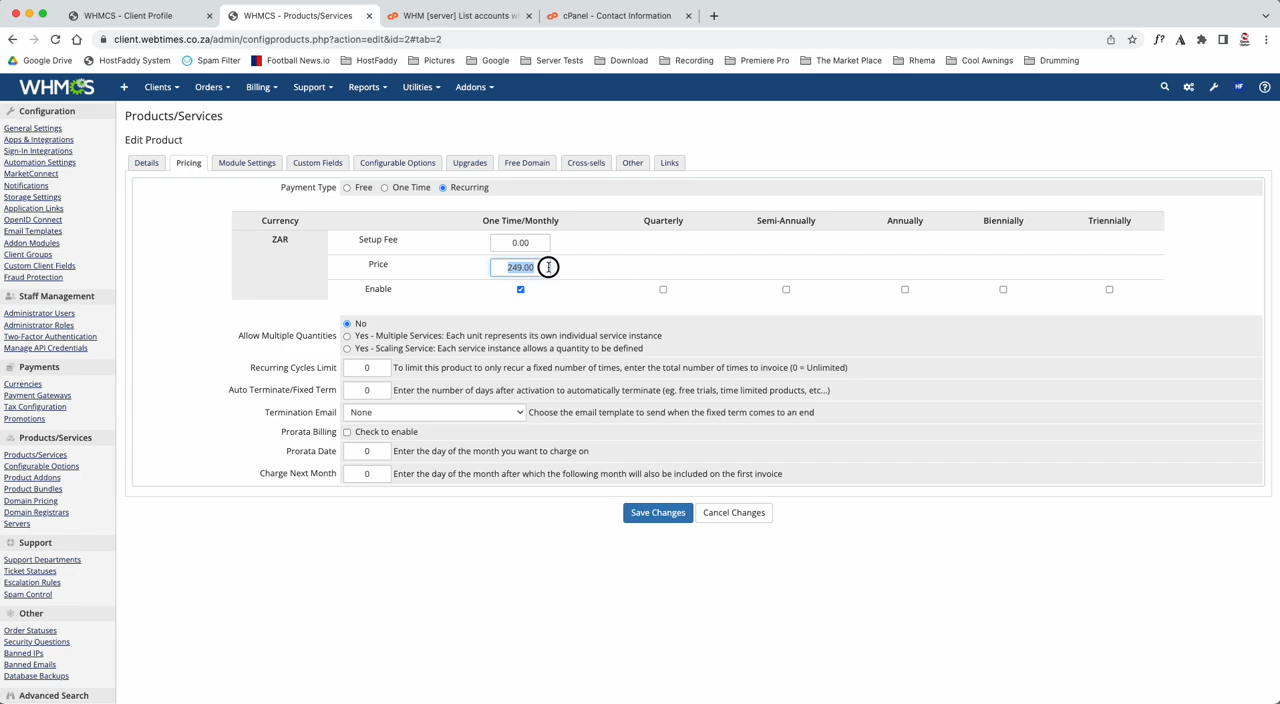 WHMCS - Client Profile
WHMCS - Products/Services
WHM [server] List accounts w
cPanel - Contact Information
client.webtimes.co.za/admin/configproducts.php?action=edit&id=2#tab=2
Google Drive HostFaddy System Spam Filter Football News.io HostFaddy Pictures Google Server Tests Download Recording Premiere Pro The Market Place Rhema Cool Awnings Drumming
WHMCS + Clients Orders Billing Support Reports Utilities Addons HF
Configuration
General Settings
Apps & Integrations
Sign-In Integrations
Automation Settings
MarketConnect
Notifications
Storage Settings
Application Links
OpenID Connect
Email Templates
Addon Modules
Client Groups
Custom Client Fields
Fraud Protection
Staff Management
Administrator Users
Administrator Roles
Two-Factor Authentication
Manage API Credentials
Payments
Currencies
Payment Gateways
Tax Configuration
Promotions
Products/Services
Products/Services
Configurable Options
Product Addons
Product Bundles
Domain Pricing
Domain Registrars
Servers
Support
Support Departments
Ticket Statuses
Escalation Rules
Spam Control
Other
Order Statuses
Security Questions
Banned IPs
Banned Emails
Database Backups
Advanced Search
Products/Services
Edit Product
Details Pricing Module Settings Custom Fields Configurable Options Upgrades Free Domain Cross-sells Other Links
Payment Type Free One Time Recurring
Currency One Time/Monthly Quarterly Semi-Annually Annually Biennially Triennially
ZAR Setup Fee 0.00
Price 249.00
Enable
Allow Multiple Quantities No
Yes - Multiple Services: Each unit represents its own individual service instance
Yes - Scaling Service: Each service instance allows a quantity to be defined
Recurring Cycles Limit 0 To limit this product to only recur a fixed number of times, enter the total number of times to invoice (0 = Unlimited)
Auto Terminate/Fixed Term 0 Enter the number of days after activation to automatically terminate (eg. free trials, time limited products, etc...)
Termination Email None Choose the email template to send when the fixed term comes to an end
Prorata Billing Check to enable
Prorata Date 0 Enter the day of the month you want to charge on
Charge Next Month 0 Enter the day of the month after which the following month will also be included on the first invoice
Save Changes Cancel Changes